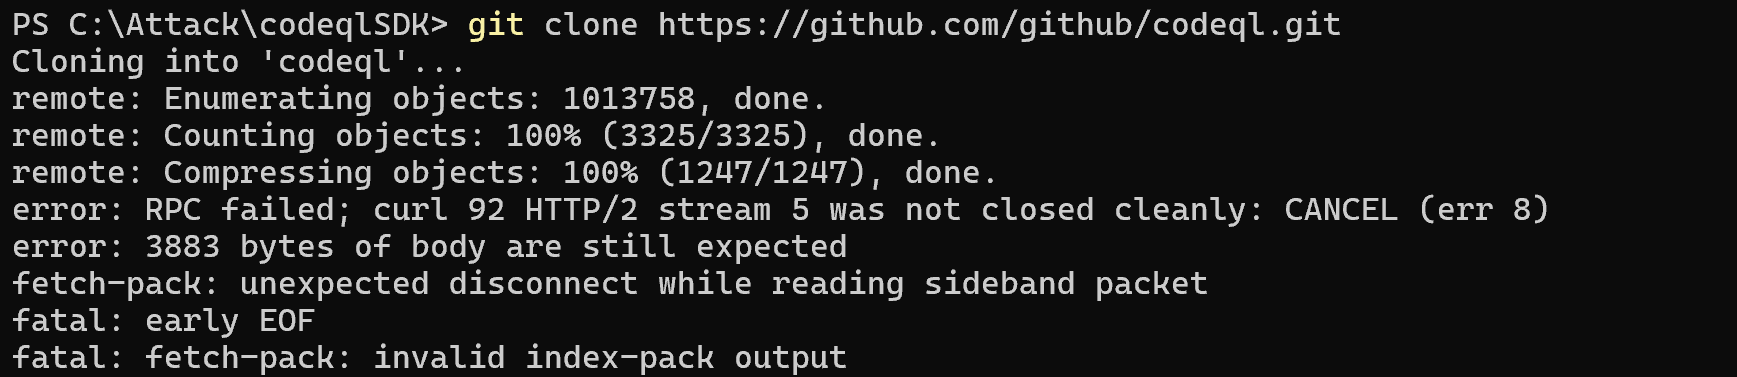 PS C:\Attack\codeqlSDK> git clone https://github.com/github/codeql.git
Cloning into 'codeql'...
remote: Enumerating objects: 1013758, done.
remote: Counting objects: 100% (3325/3325), done.
remote: Compressing objects: 100% (1247/1247), done.
error: RPC failed; curl 92 HTTP/2 stream 5 was not closed cleanly: CANCEL (err 8)
error: 3883 bytes of body are still expected
fetch-pack: unexpected disconnect while reading sideband packet
fatal: early EOF
fatal: fetch-pack: invalid index-pack output